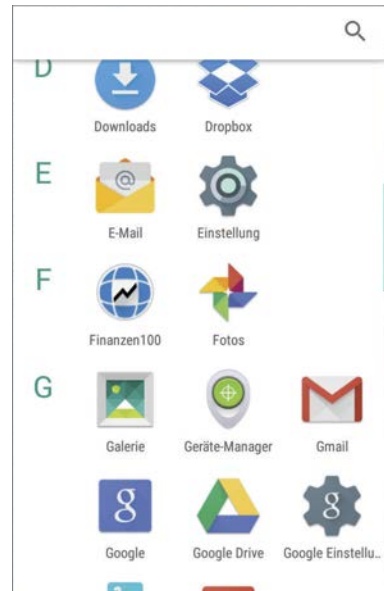 D
Downloads Dropbox
E
@
E-Mail Einstellung
F
Finanzen100 Fotos
G
Galerie Geräte-Manager Gmail
g g
Google Google Drive Google Einstellu..